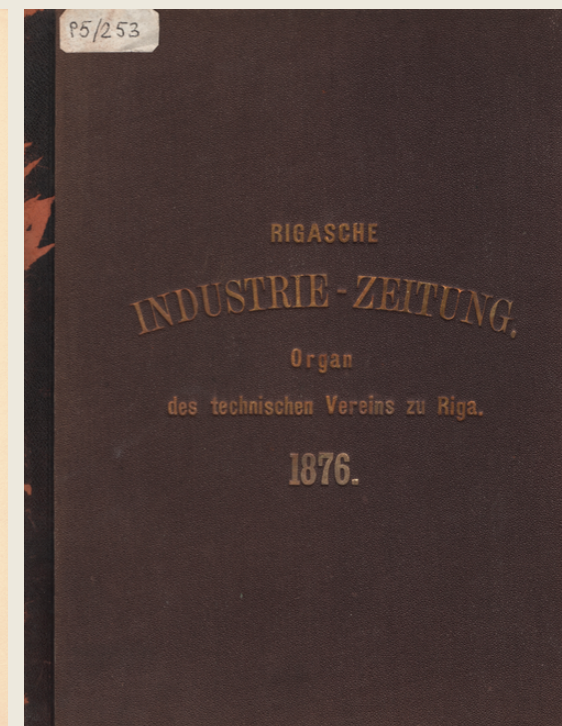 P5/253
RIGASCHE
INDUSTRIE-ZEITUNG.
Organ
des technischen Vereins zu Riga.
1876.